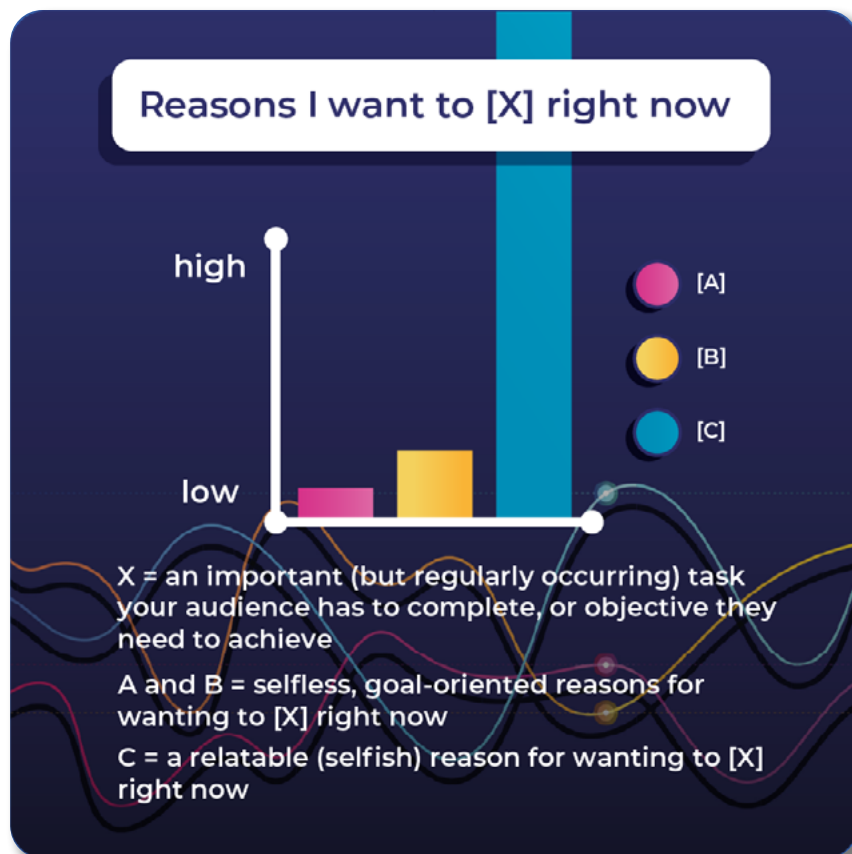 Reasons I want to [X] right now
high
[A]
[B]
[C]
low
X = an important (but regularly occurring) task
your audience has to complete, or objective they
need to achieve
A and B = selfless, goal-oriented reasons for
wanting to [X] right now
C = a relatable (selfish) reason for wanting to [X]
right now